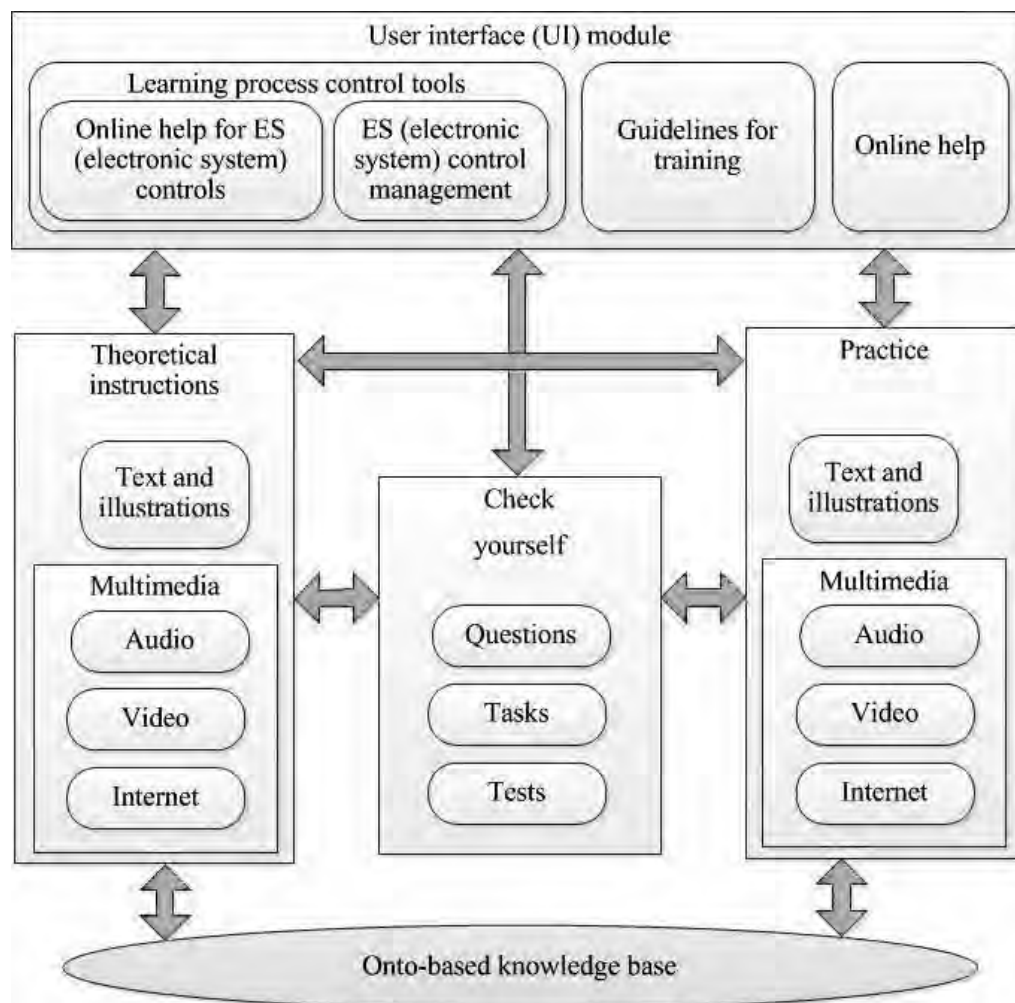 User interface (UI) module
Learning process control tools
Online help for ES
(electronic system)
controls
ES (electronic
system) control
management
Guidelines for
training
Online help
Theoretical
instructions
Text and
illustrations
Multimedia
Audio
Video
Internet
Check
yourself
Questions
Tasks
Tests
Practice
Text and
illustrations
Multimedia
Audio
Video
Internet
Onto-based knowledge base